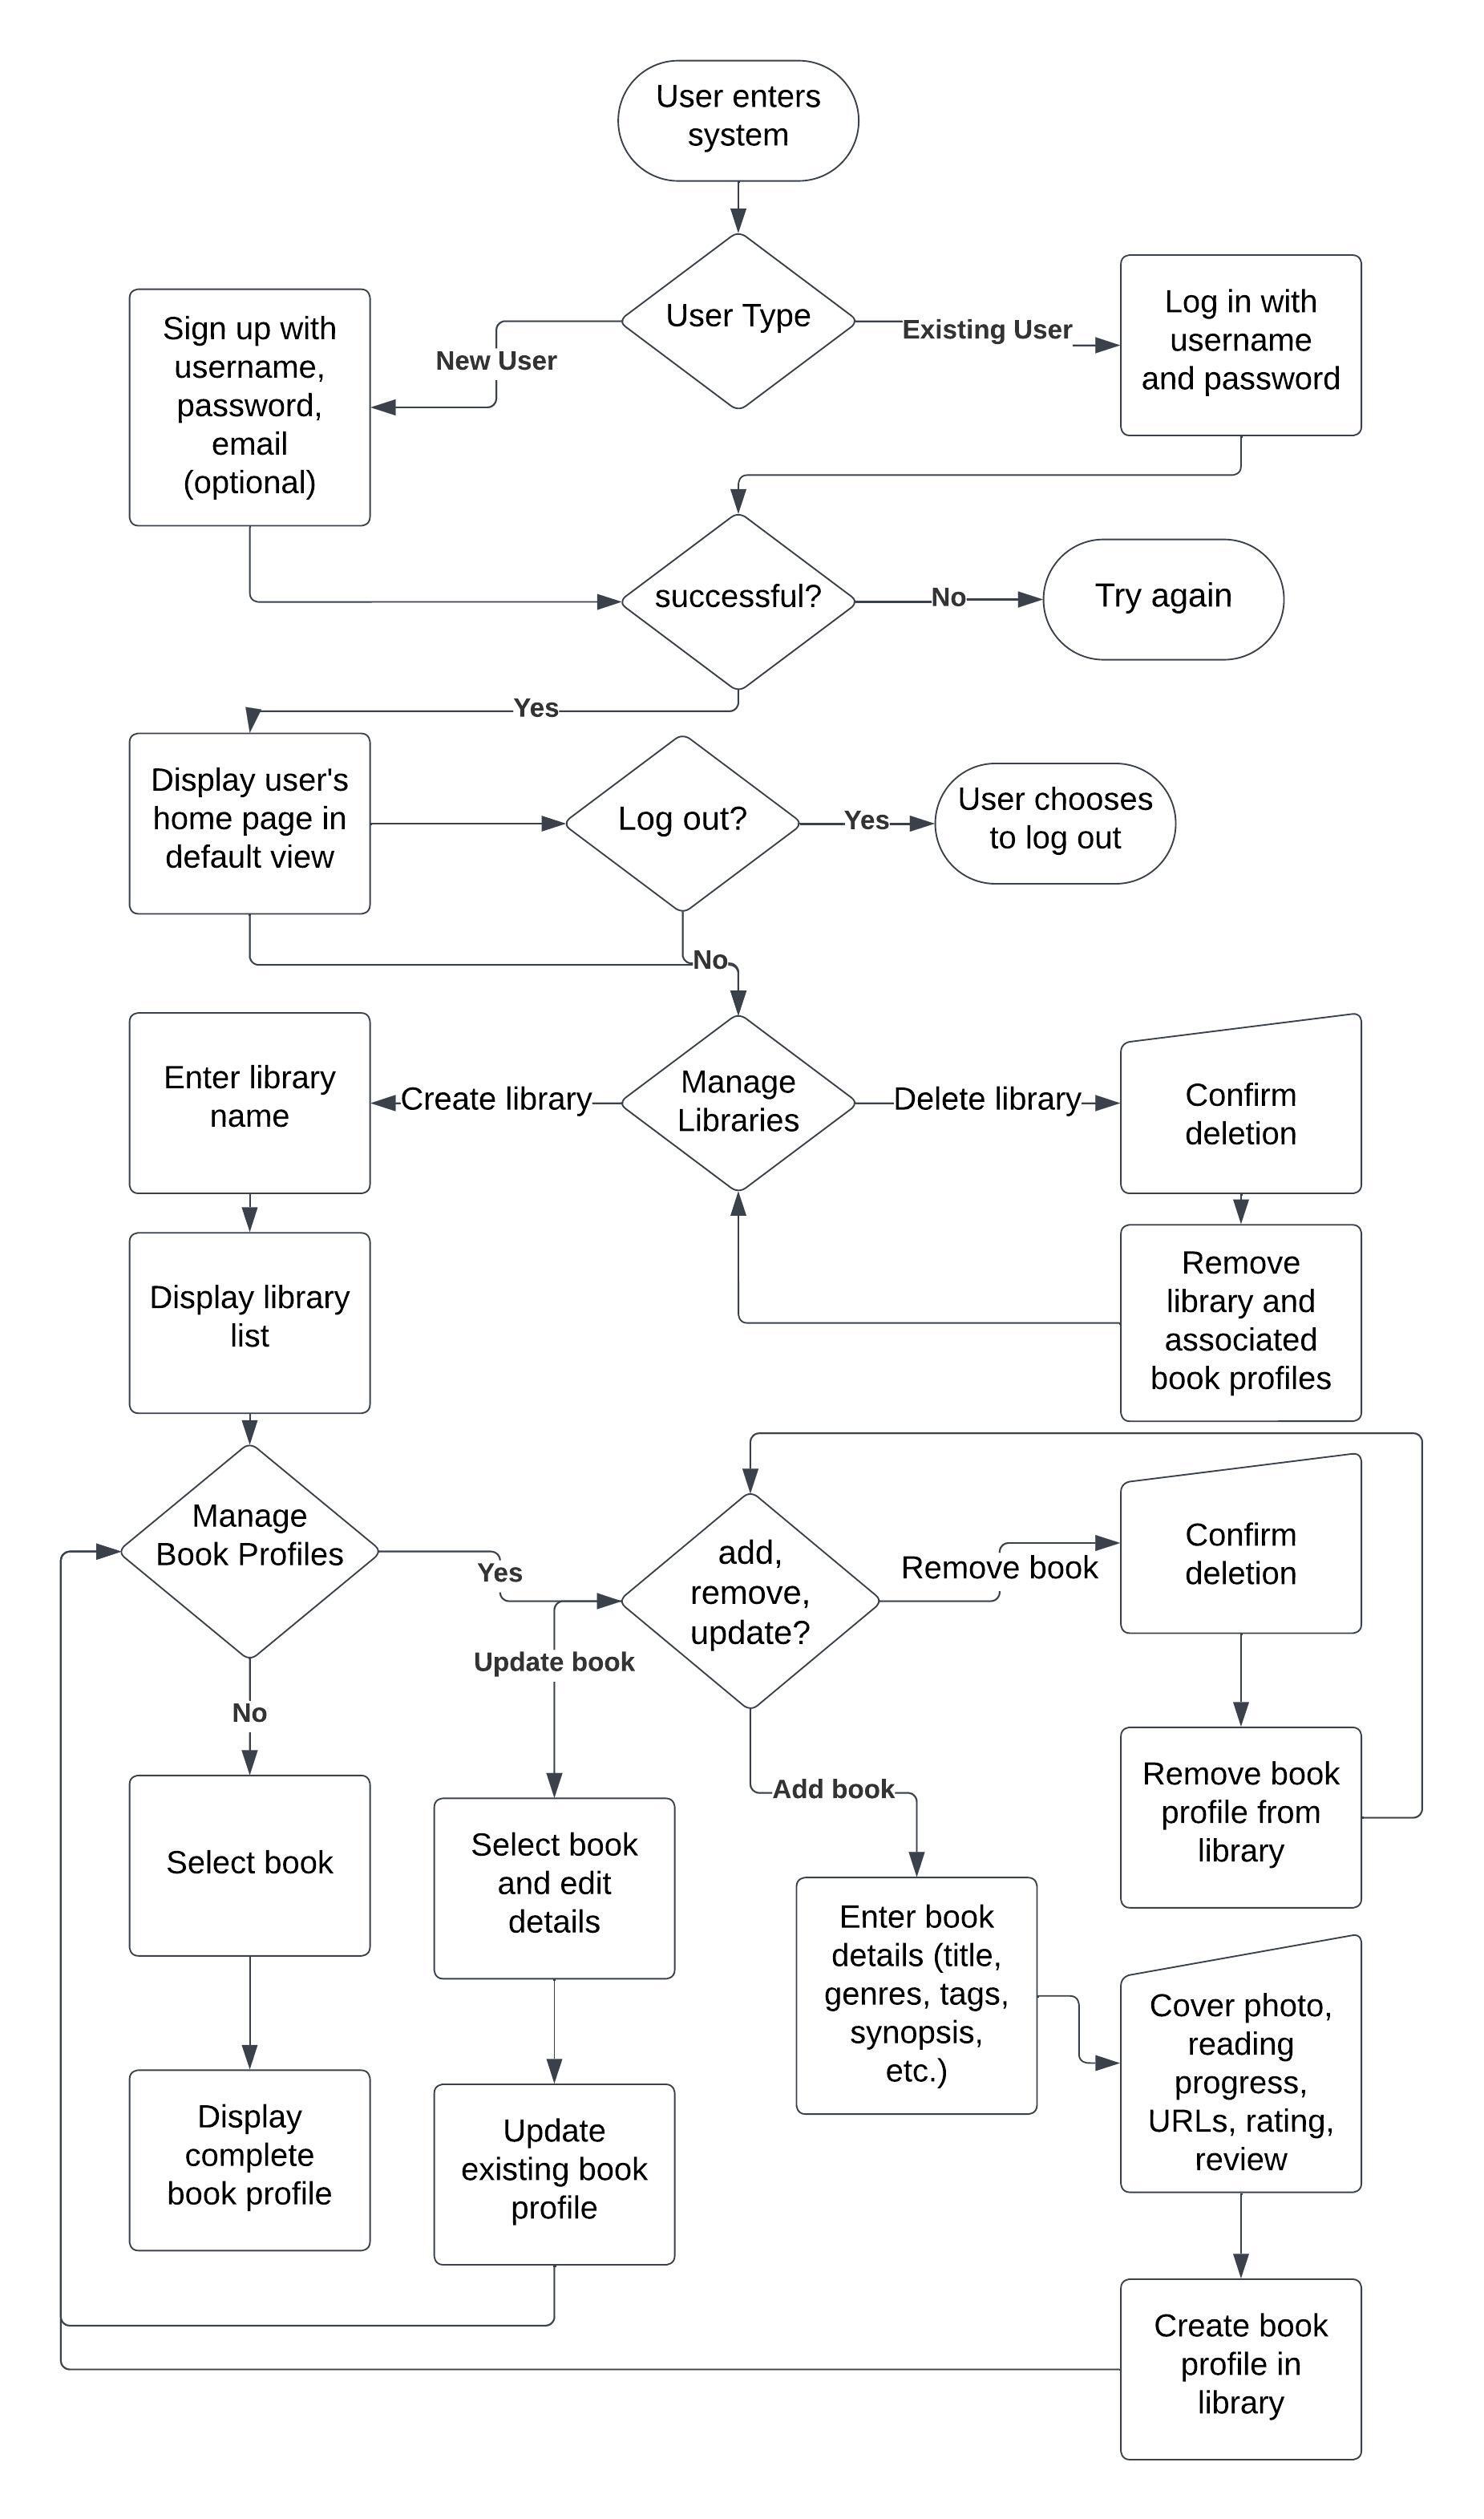 User enters
system
User Type
New User
Existing User
Sign up with
username,
password,
email
(optional)
Log in with
username
and password
successful?
No
Try again
Yes
Display user's
home page in
default view
Log out?
Yes
User chooses
to log out
No
Enter library
name
Create library
Manage
Libraries
Delete library
Confirm
deletion
Display library
list
Remove
library and
associated
book profiles
Manage
Book Profiles
Yes
add,
remove,
update?
Remove book
Confirm
deletion
Update book
No
Add book
Select book
Select book
and edit
details
Remove book
profile from
library
Enter book
details (title,
genres, tags,
synopsis,
etc.)
Cover photo,
reading
progress,
URLs, rating,
review
Display
complete
book profile
Update
existing book
profile
Create book
profile in
library